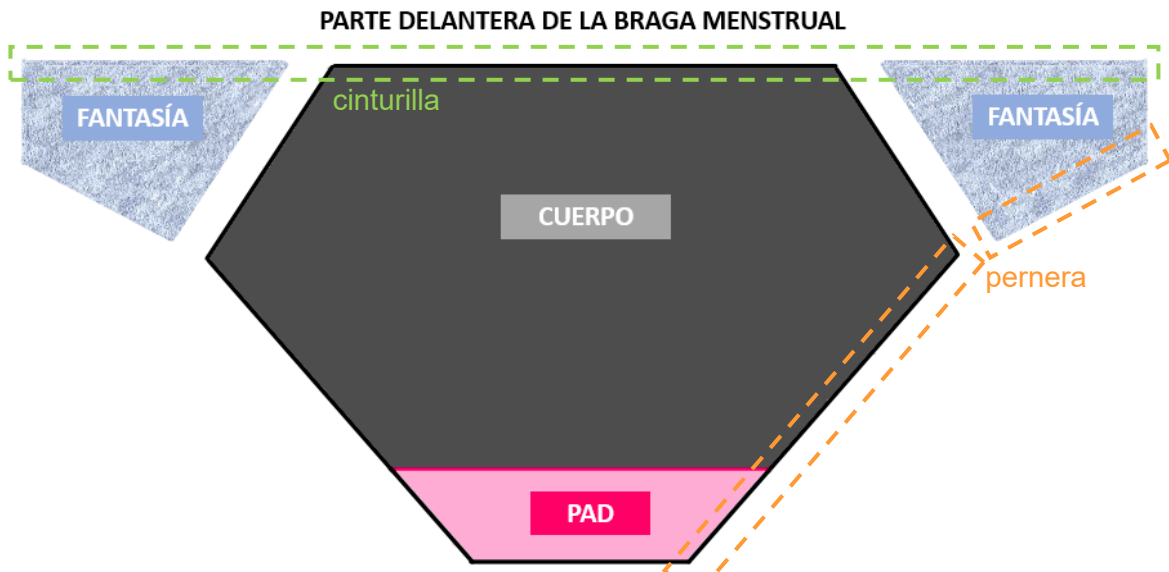 PARTE DELANTERA DE LA BRAGA MENSTRUAL
cinturilla
FANTASÍA
FANTASÍA
CUERPO
pernera
PAD